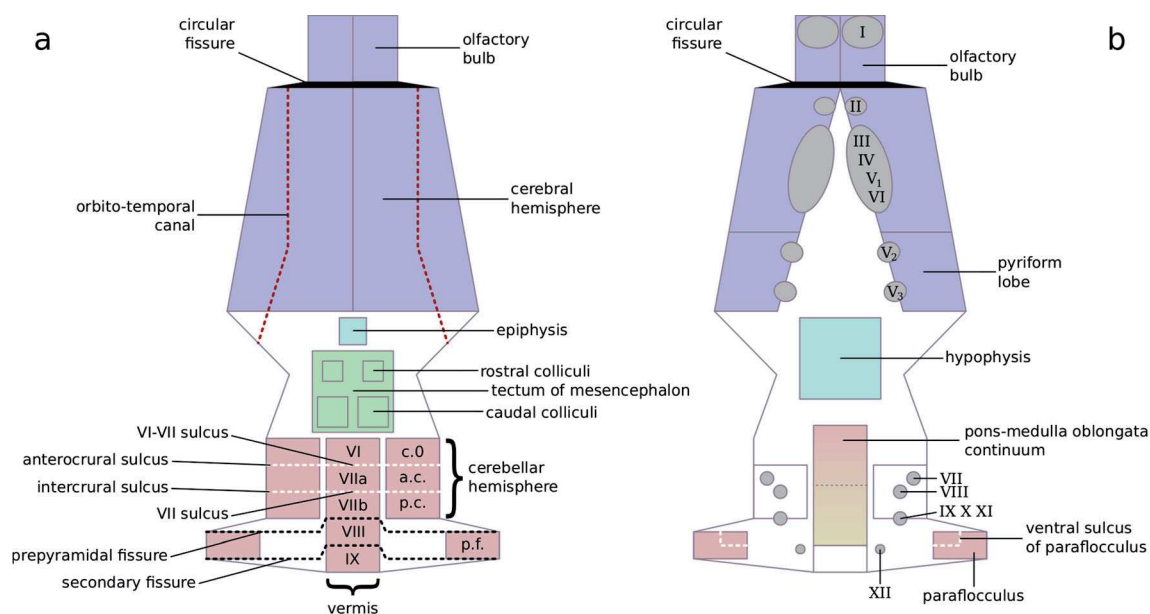 a
circular
fissure
olfactory
bulb
orbito-temporal
canal
cerebral
hemisphere
epiphysis
rostral colliculi
tectum of mesencephalon
caudal colliculi
VI-VII sulcus
anterocrural sulcus
intercrural sulcus
VII sulcus
prepyramidal fissure
secondary fissure
VI
c.0
VIIa
a.c.
VIIb
p.c.
VIII
p.f.
IX
cerebellar
hemisphere
vermis
b
circular
fissure
I
olfactory
bulb
II
III
IV
V₁
VI
V₂
V₃
pyriform
lobe
hypophysis
pons-medulla oblongata
continuum
VII
VIII
IX X XI
ventral sulcus
of paraflocculus
XII
paraflocculus